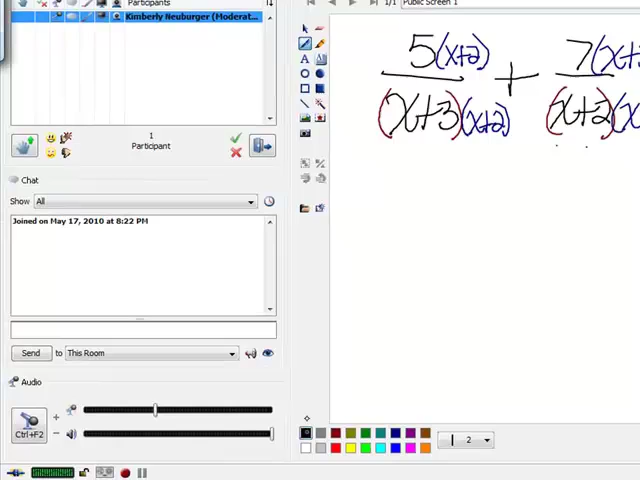 Participants
1/1 Public Screen 1
Kimberly Neuburger (Moderat...
5(x+2) + 7(x+
(x+3)(x+2) (x+2)(x
1
Participant
Chat
Show All
Joined on May 17, 2010 at 8:22 PM
Send to This Room
Audio
Ctrl+F2
2